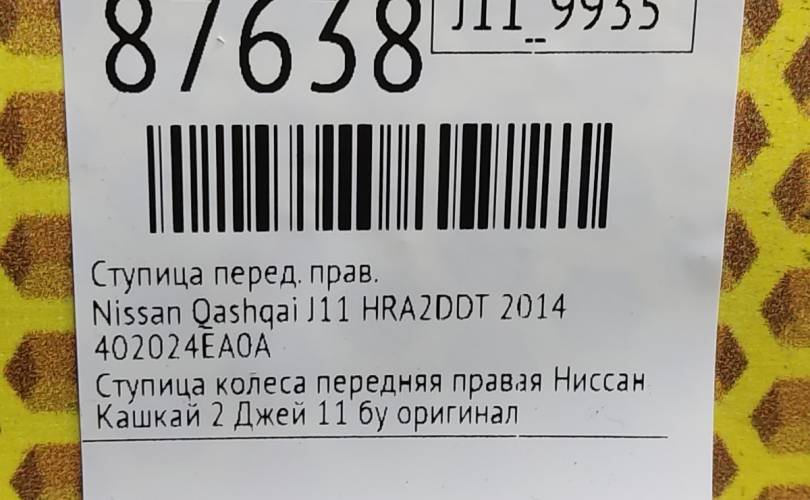 87638
J11_9935
Ступица перед. прав.
Nissan Qashqai J11 HRA2DDT 2014
402024EA0A
Ступица колеса передняя правая Ниссан
Кашкай 2 Джей 11 бу оригинал